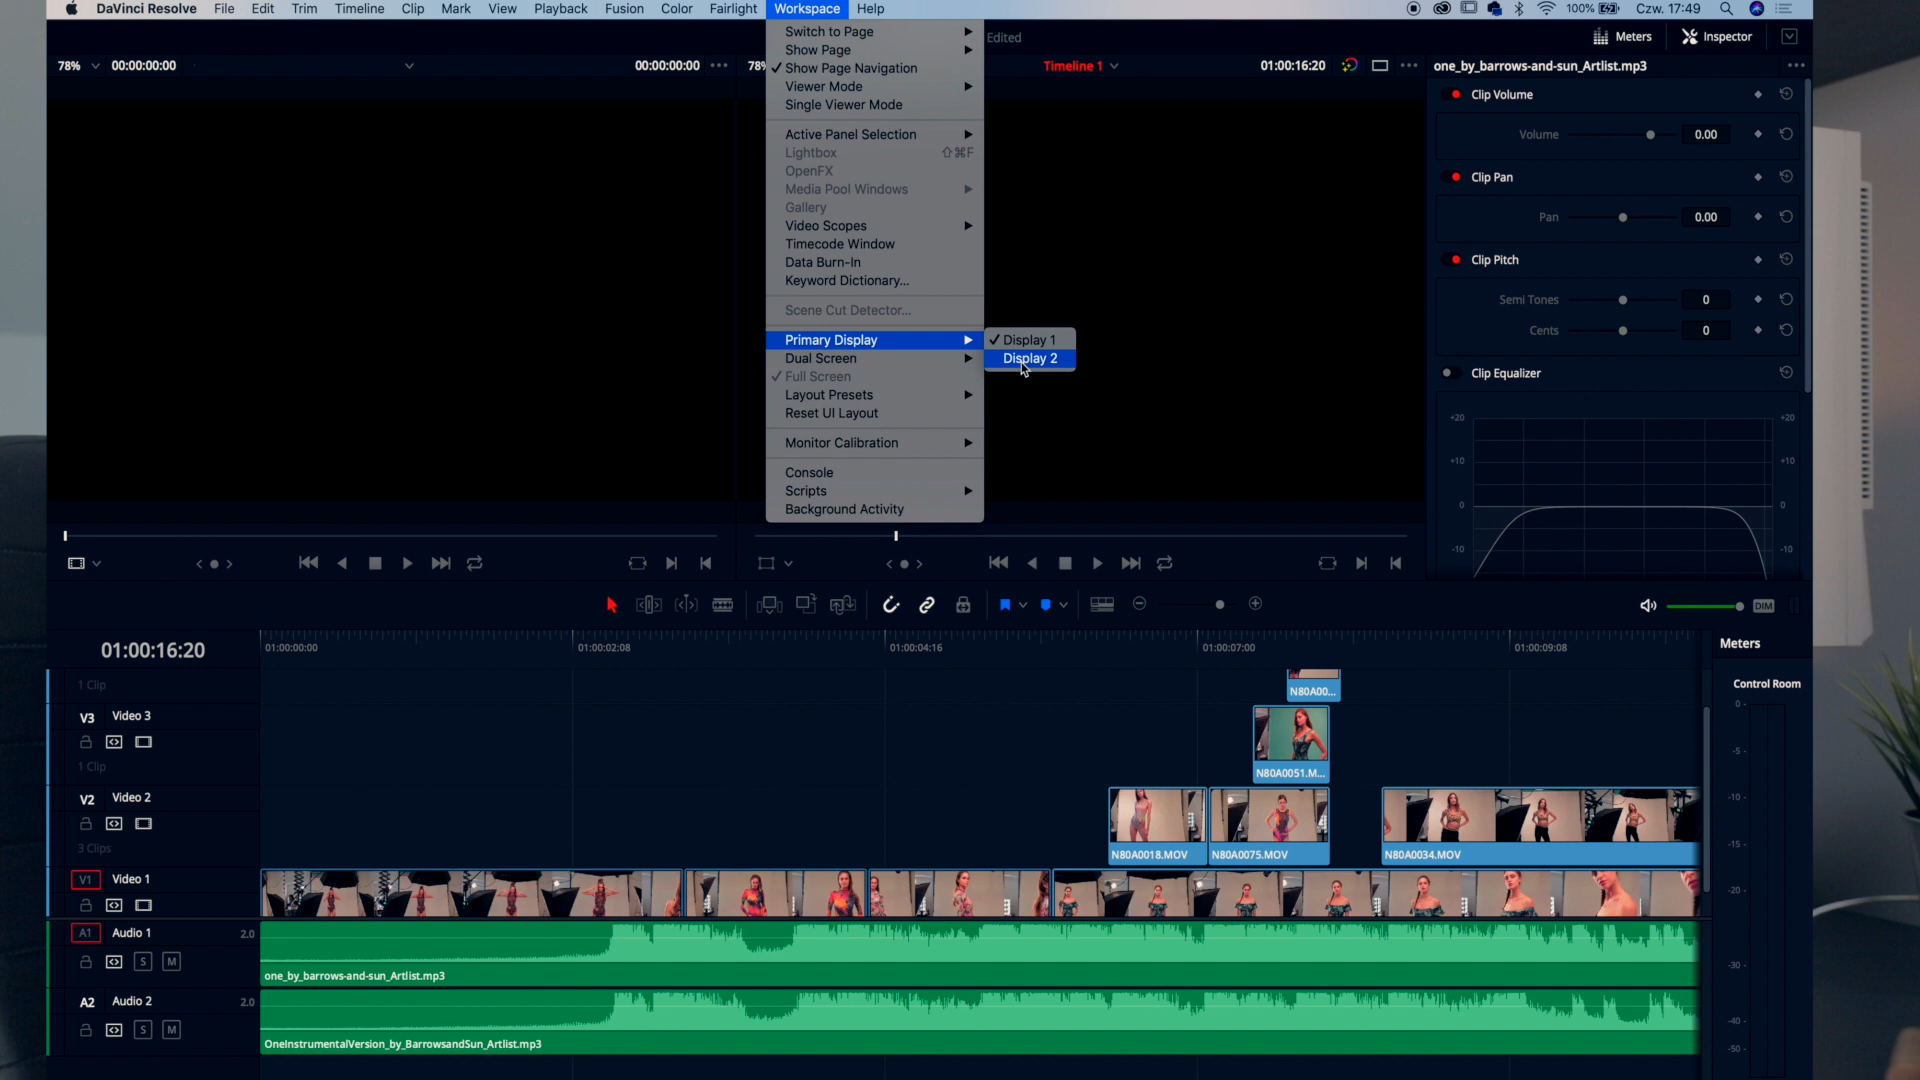 DaVinci Resolve File Edit Trim Timeline Clip Mark View Playback Fusion Color Fairlight Workspace Help 100% Czw. 17:49
Edited Meters Inspector
78% 00:00:00:00 00:00:00:00 78% Timeline 1 01:00:16:20 one_by_barrows-and-sun_Artlist.mp3
Switch to Page
Show Page
✓ Show Page Navigation
Viewer Mode
Single Viewer Mode
Active Panel Selection
Lightbox ⇧⌘F
OpenFX
Media Pool Windows
Gallery
Video Scopes
Timecode Window
Data Burn-In
Keyword Dictionary...
Scene Cut Detector...
Primary Display
Dual Screen
✓ Full Screen
Layout Presets
Reset UI Layout
Monitor Calibration
Console
Scripts
Background Activity
✓ Display 1
Display 2
Clip Volume
Volume 0.00
Clip Pan
Pan 0.00
Clip Pitch
Semi Tones 0
Cents 0
Clip Equalizer
+20 +20
+10 +10
0 0
-10 -10
DIM
01:00:16:20 01:00:00:00 01:00:02:08 01:00:04:16 01:00:07:00 01:00:09:08
Meters
Control Room
1 Clip
N80A00...
V3 Video 3
1 Clip
N80A0051.M...
V2 Video 2
3 Clips
N80A0018.MOV N80A0075.MOV N80A0034.MOV
V1 Video 1
A1 Audio 1 2.0
S M
one_by_barrows-and-sun_Artlist.mp3
A2 Audio 2 2.0
S M
OneInstrumentalVersion_by_BarrowsandSun_Artlist.mp3
0
-5
-10
-15
-20
-30
-40
-50